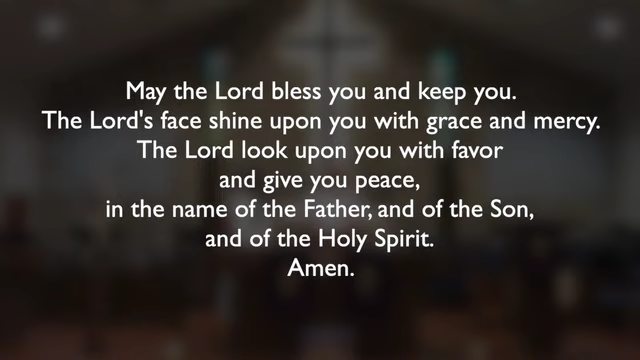 May the Lord bless you and keep you.
The Lord's face shine upon you with grace and mercy.
The Lord look upon you with favor
and give you peace,
in the name of the Father, and of the Son,
and of the Holy Spirit.
Amen.